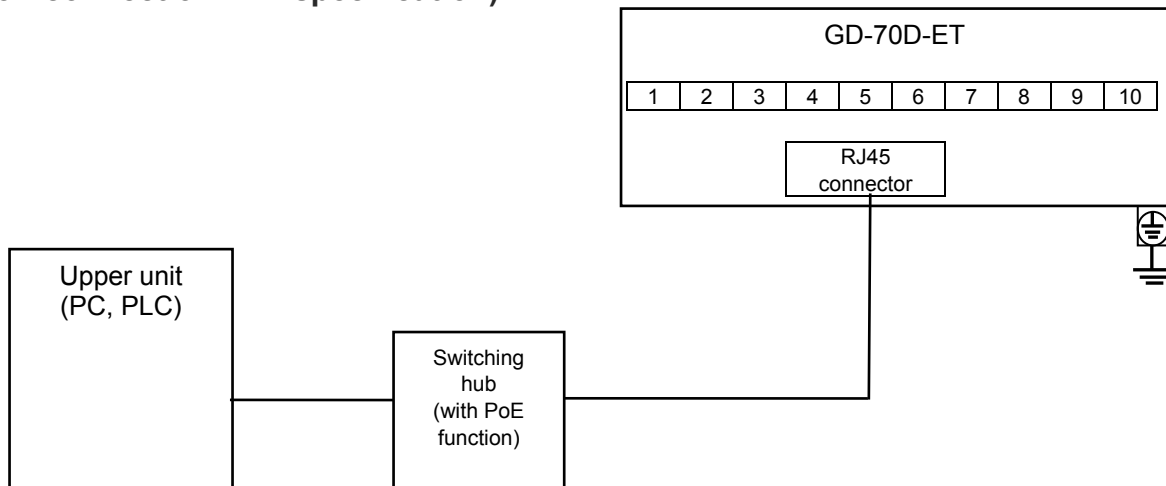 GD-70D-ET
1 2 3 4 5 6 7 8 9 10
RJ45
connector
Upper unit
(PC, PLC)
Switching
hub
(with PoE
function)